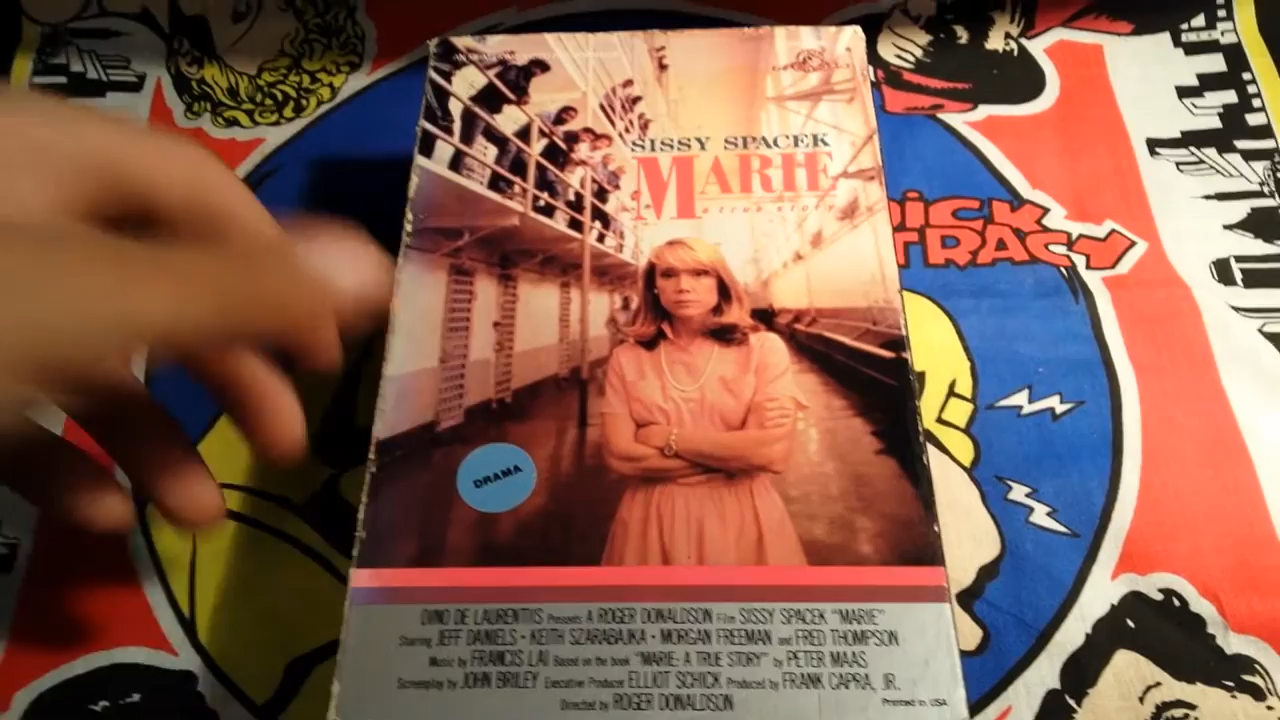 SISSY SPACEK
MARIE
a true story
DICK
TRACY
DRAMA
DINO DE LAURENTIIS Presents A ROGER DONALDSON Film SISSY SPACEK "MARIE"
Starring JEFF DANIELS · KEITH SZARABAJKA · MORGAN FREEMAN and FRED THOMPSON
Music by FRANCIS LAI Based on the book "MARIE: A TRUE STORY" by PETER MAAS
Screenplay by JOHN BRILEY Executive Producer ELLIOT SCHICK Produced by FRANK CAPRA, JR.
Directed by ROGER DONALDSON
Printed in USA